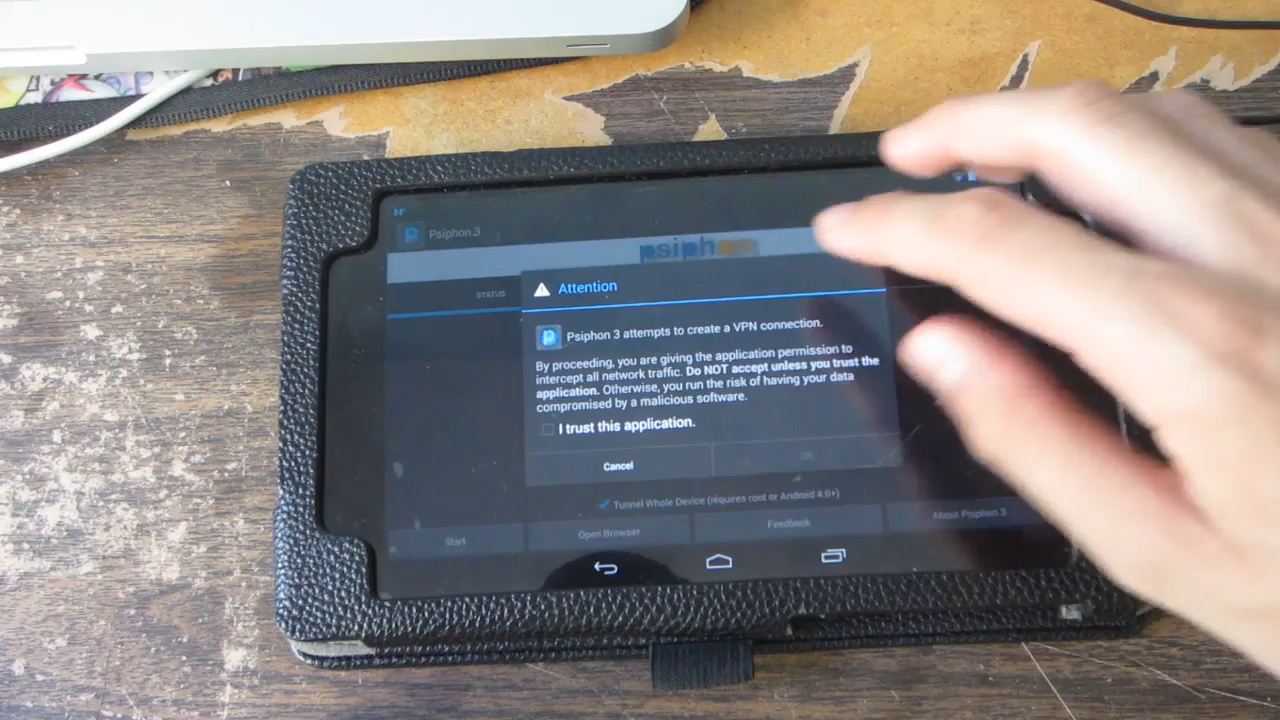 Psiphon 3
psiphon
STATUS
Attention
Psiphon 3 attempts to create a VPN connection.
By proceeding, you are giving the application permission to
intercept all network traffic. Do NOT accept unless you trust the
application. Otherwise, you run the risk of having your data
compromised by a malicious software.
I trust this application.
Cancel
OK
Tunnel Whole Device (requires root or Android 4.0+)
Start
Open Browser
Feedback
About Psiphon 3